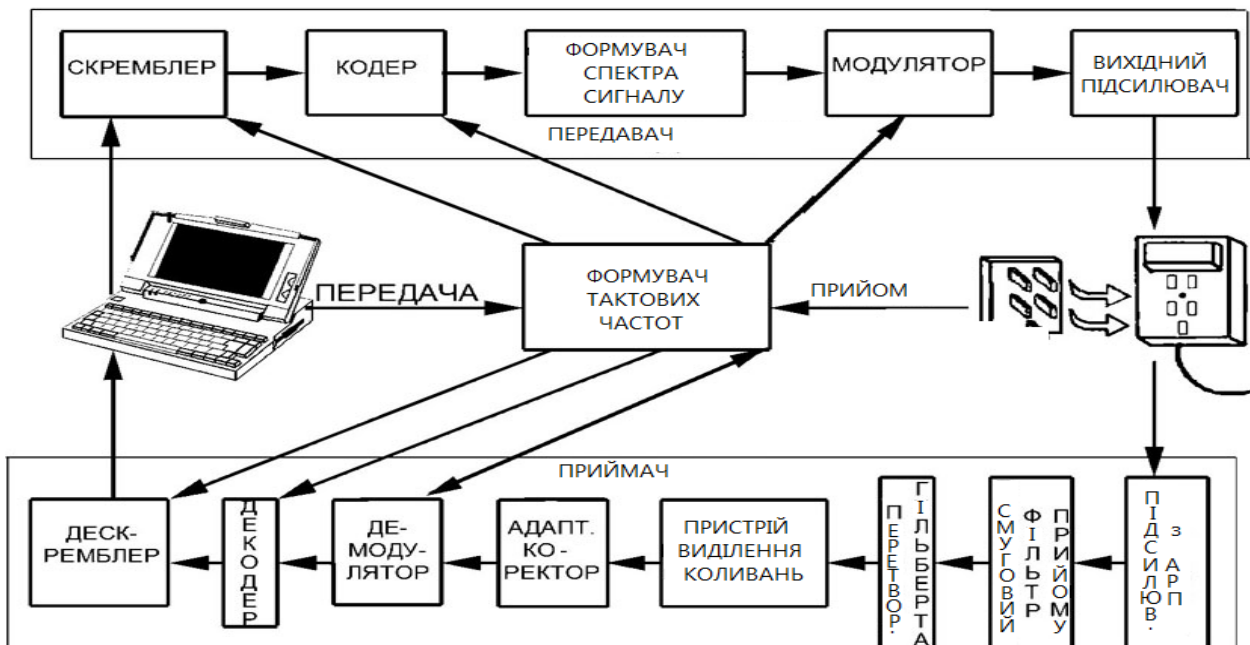 СКРЕМБЛЕР
КОДЕР
ФОРМУВАЧ
СПЕКТРА
СИГНАЛУ
МОДУЛЯТОР
ВИХІДНИЙ
ПІДСИЛЮВАЧ
ПЕРЕДАВАЧ
ПЕРЕДАЧА
ФОРМУВАЧ
ТАКТОВИХ
ЧАСТОТ
ПРИЙОМ
ПРИЙМАЧ
ДЕСК-
РЕМБЛЕР
ДЕКОДЕР
ДЕ-
МОДУ-
ЛЯТОР
АДАПТ.
КО-
РЕКТОР
ПРИСТРІЙ
ВИДІЛЕННЯ
КОЛИВАНЬ
ПЕРЕТВОР.
ГІЛЬБЕРТА
СМУГОВИЙ
ФІЛЬТР
ПРИЙОМУ
ПІДСИЛЮВ.
З АРП